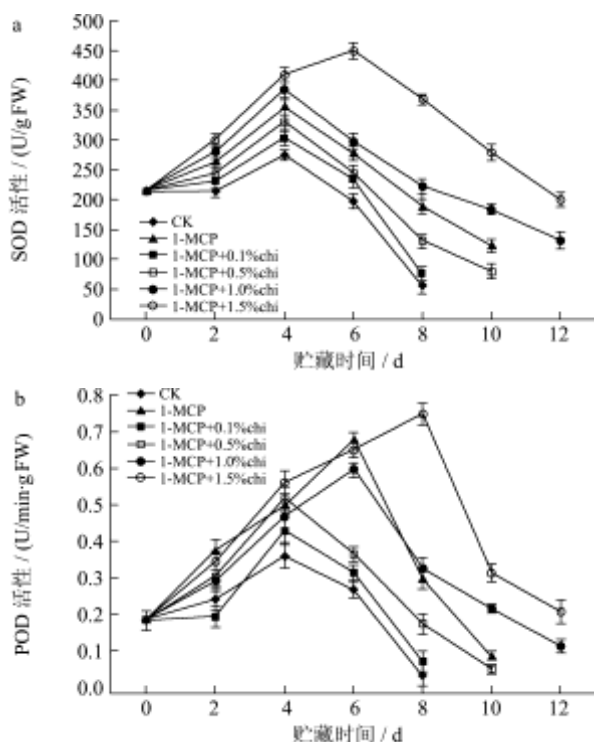 a
500
450
400
350
300
250
200
150
100
50
0
SOD 活性 / (U/g FW)
CK
1-MCP
1-MCP+0.1%chi
1-MCP+0.5%chi
1-MCP+1.0%chi
1-MCP+1.5%chi
0 2 4 6 8 10 12
贮藏时间 / d
b
0.8
0.7
0.6
0.5
0.4
0.3
0.2
0.1
0.0
POD 活性 / (U/min·g FW)
CK
1-MCP
1-MCP+0.1%chi
1-MCP+0.5%chi
1-MCP+1.0%chi
1-MCP+1.5%chi
0 2 4 6 8 10 12
贮藏时间 / d